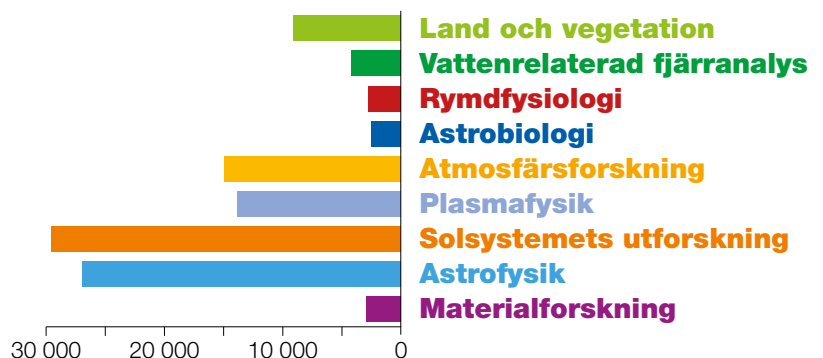 Land och vegetation
Vattenrelaterad fjärranalys
Rymdfysiologi
Astrobiologi
Atmosfärsforskning
Plasmafysik
Solsystemets utforskning
Astrofysik
Materialforskning
30 000 20 000 10 000 0